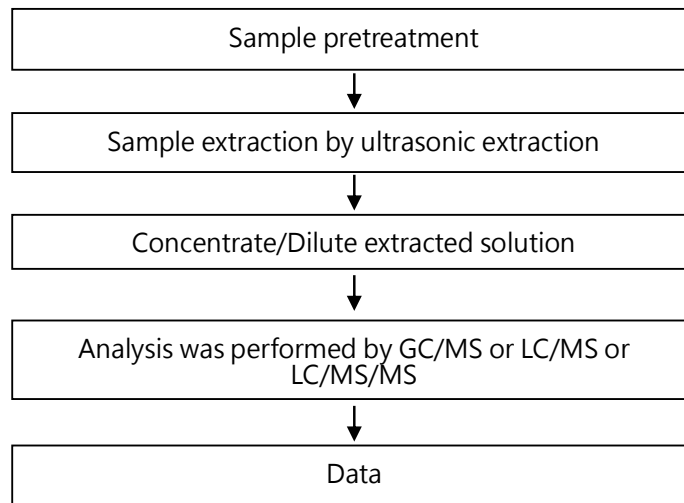 Sample pretreatment
Sample extraction by ultrasonic extraction
Concentrate/Dilute extracted solution
Analysis was performed by GC/MS or LC/MS or
LC/MS/MS
Data